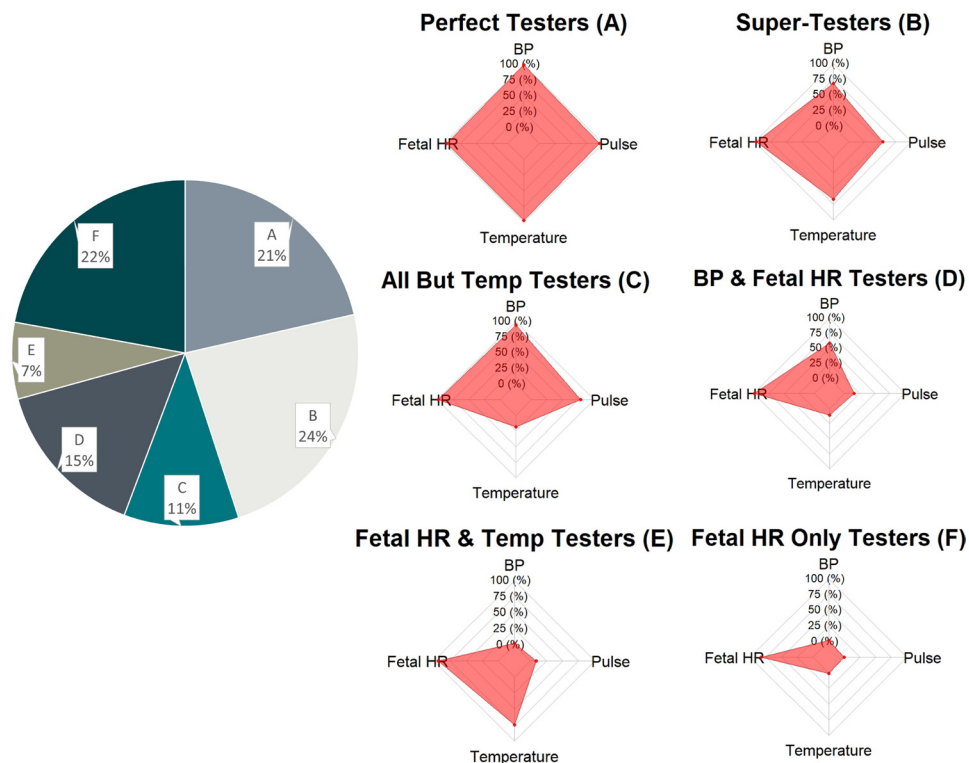 F
22%
A
21%
E
7%
D
15%
C
11%
B
24%
Perfect Testers (A)
BP
100 (%)
75 (%)
50 (%)
25 (%)
0 (%)
Fetal HR
Pulse
Temperature
Super-Testers (B)
BP
100 (%)
75 (%)
50 (%)
25 (%)
0 (%)
Fetal HR
Pulse
Temperature
All But Temp Testers (C)
BP
100 (%)
75 (%)
50 (%)
25 (%)
0 (%)
Fetal HR
Pulse
Temperature
BP & Fetal HR Testers (D)
BP
100 (%)
75 (%)
50 (%)
25 (%)
0 (%)
Fetal HR
Pulse
Temperature
Fetal HR & Temp Testers (E)
BP
100 (%)
75 (%)
50 (%)
25 (%)
0 (%)
Fetal HR
Pulse
Temperature
Fetal HR Only Testers (F)
BP
100 (%)
75 (%)
50 (%)
25 (%)
0 (%)
Fetal HR
Pulse
Temperature